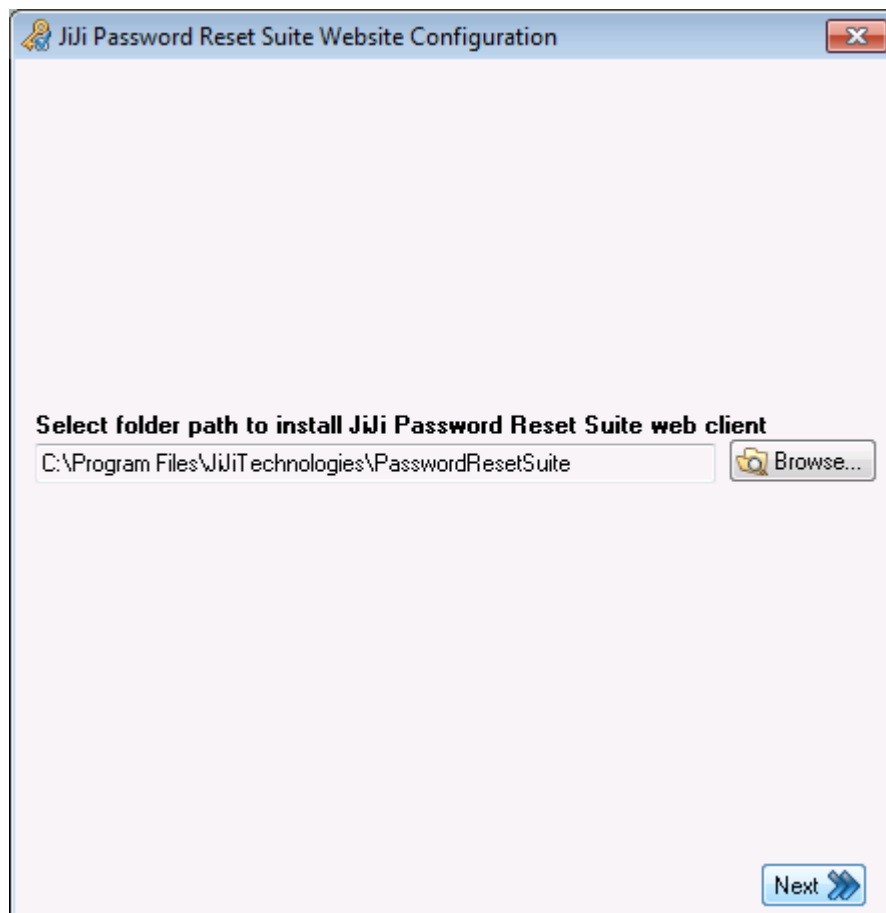 JiJi Password Reset Suite Website Configuration
Select folder path to install JiJi Password Reset Suite web client
C:\Program Files\JiJiTechnologies\PasswordResetSuite
Browse...
Next